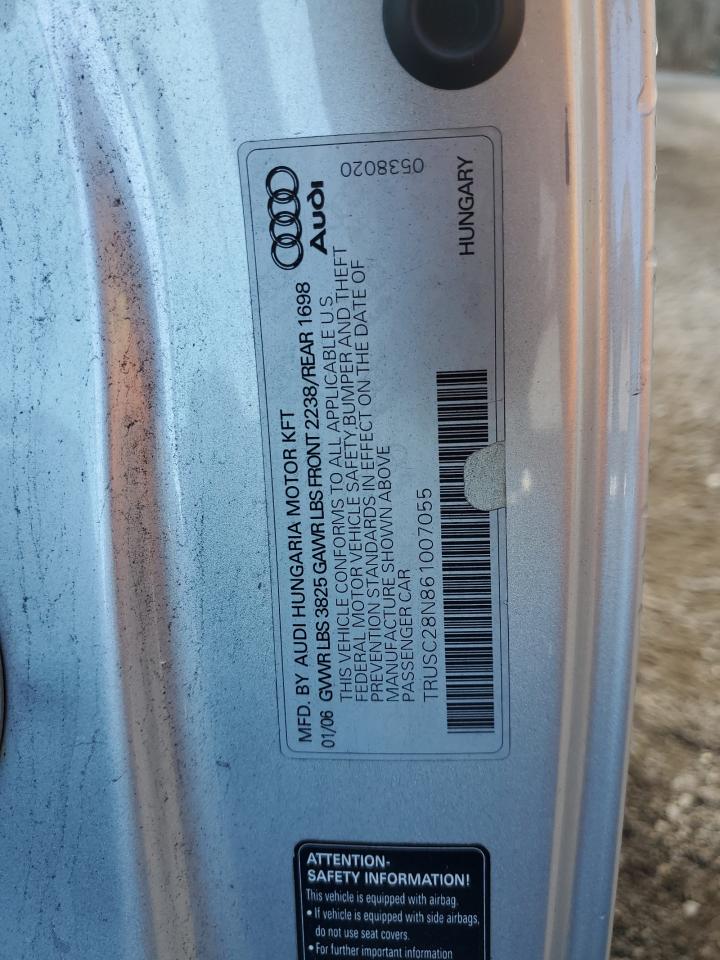 Audi
0538020
MFD. BY AUDI HUNGARIA MOTOR KFT
01/06 GVWR LBS 3825 GAWR LBS FRONT 2238/REAR 1698
THIS VEHICLE CONFORMS TO ALL APPLICABLE U S
FEDERAL MOTOR VEHICLE SAFETY, BUMPER AND THEFT
PREVENTION STANDARDS IN EFFECT ON THE DATE OF
MANUFACTURE SHOWN ABOVE
PASSENGER CAR
TRUSC28N861007055
HUNGARY
ATTENTION-
SAFETY INFORMATION!
This vehicle is equipped with airbag.
• If vehicle is equipped with side airbags,
do not use seat covers.
• For further important information